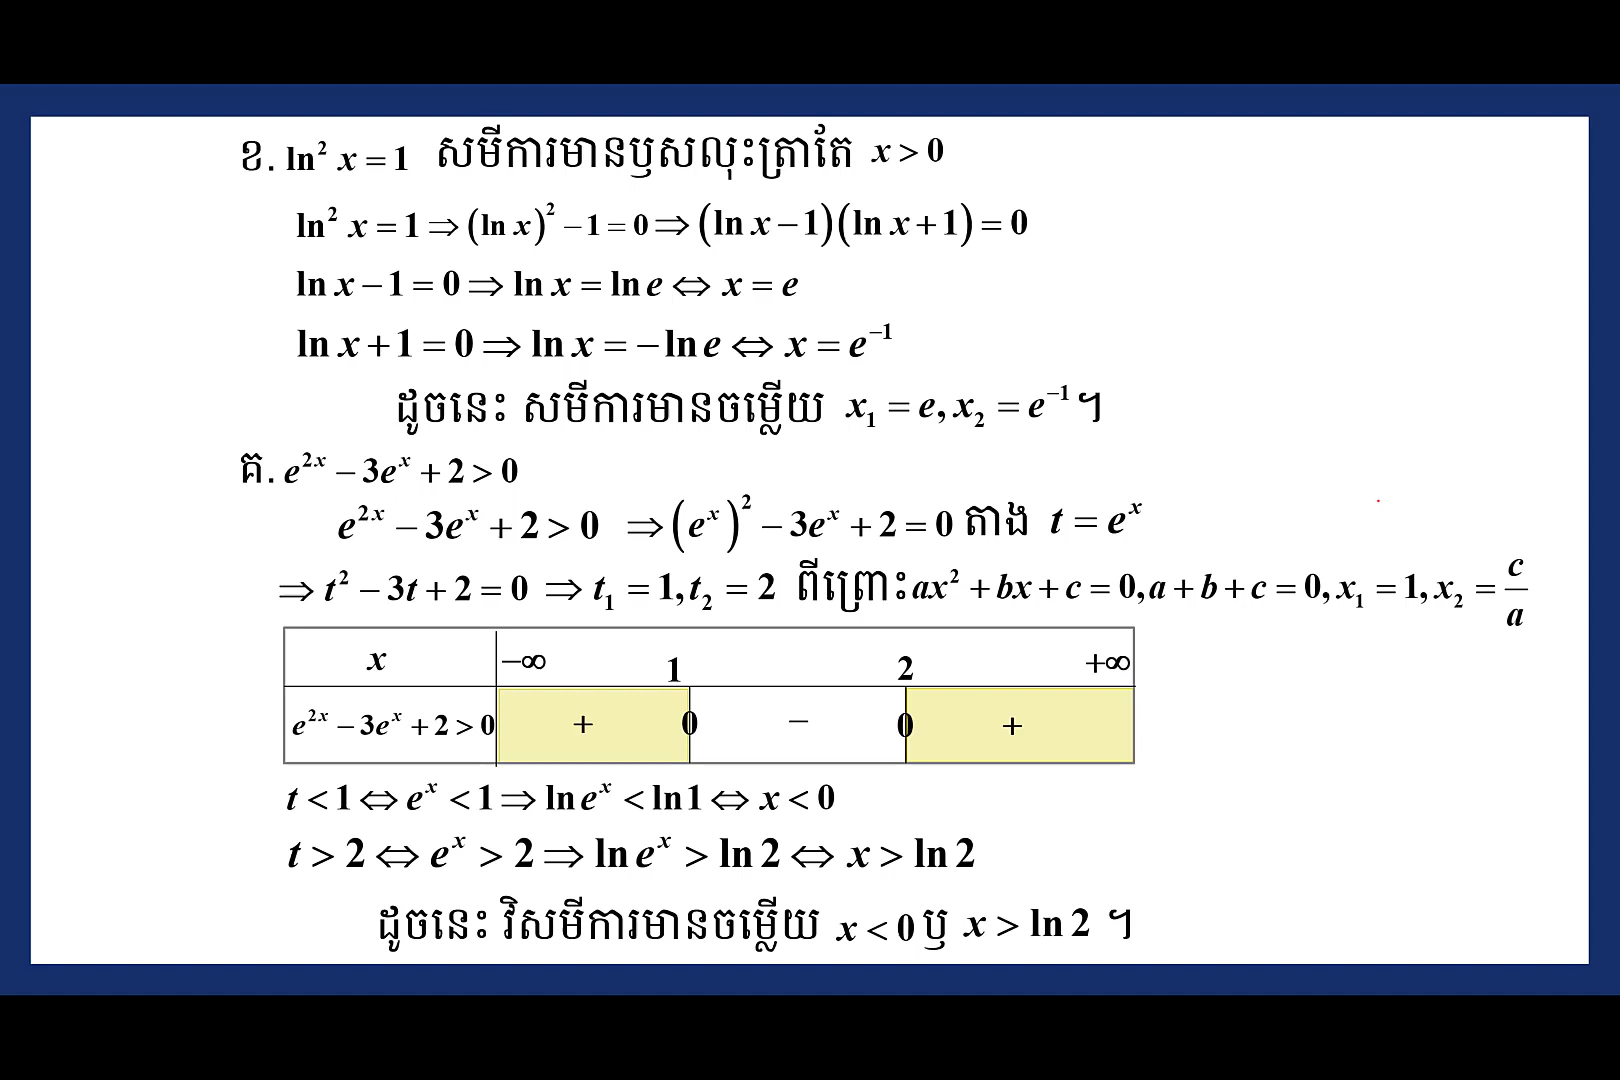 ខ. ln² x = 1 សមីការមានឫសលុះត្រាតែ x > 0
ln² x = 1 ⇒ (ln x)² − 1 = 0 ⇒ (ln x − 1)(ln x + 1) = 0
ln x − 1 = 0 ⇒ ln x = ln e ⇔ x = e
ln x + 1 = 0 ⇒ ln x = − ln e ⇔ x = e⁻¹
ដូចនេះ សមីការមានចម្លើយ x₁ = e, x₂ = e⁻¹ ។
គ. e²ˣ − 3eˣ + 2 > 0
e²ˣ − 3eˣ + 2 > 0 ⇒ (eˣ)² − 3eˣ + 2 = 0 តាង t = eˣ
⇒ t² − 3t + 2 = 0 ⇒ t₁ = 1, t₂ = 2 ពីព្រោះ ax² + bx + c = 0, a + b + c = 0, x₁ = 1, x₂ = c/a
x −∞ 1 2 +∞
e²ˣ − 3eˣ + 2 > 0 + 0 − 0 +
t < 1 ⇔ eˣ < 1 ⇒ ln eˣ < ln 1 ⇔ x < 0
t > 2 ⇔ eˣ > 2 ⇒ ln eˣ > ln 2 ⇔ x > ln 2
ដូចនេះ វិសមីការមានចម្លើយ x < 0 ឫ x > ln 2 ។